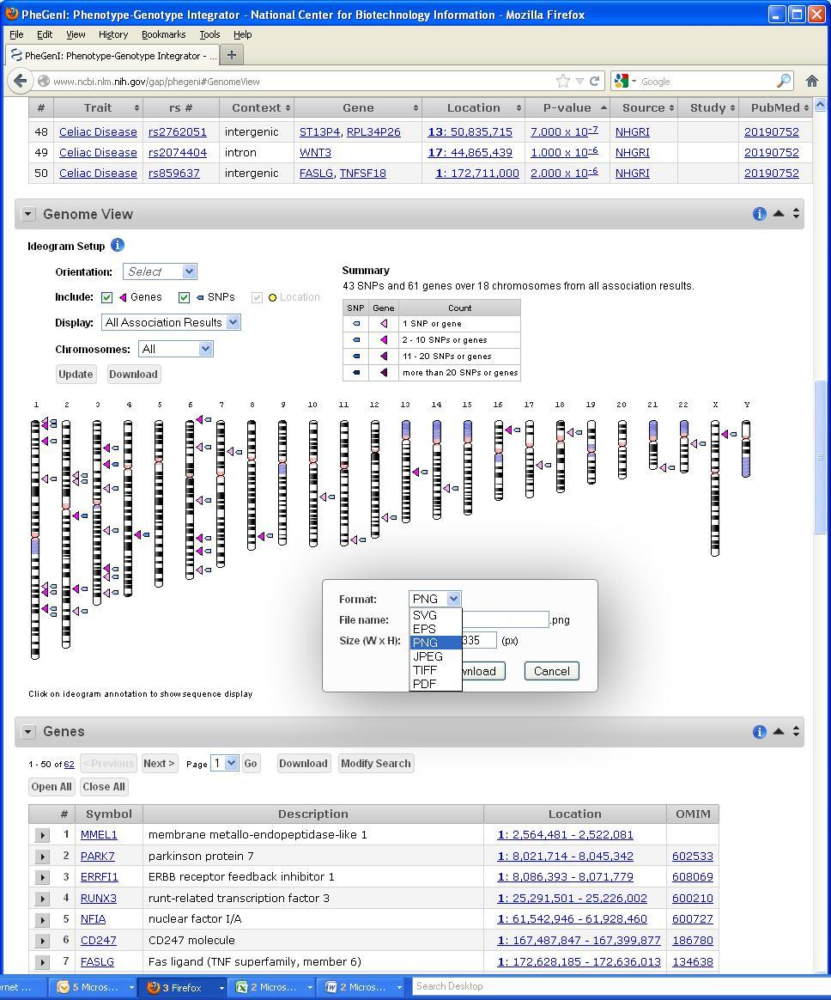 PheGenI: Phenotype-Genotype Integrator - National Center for Biotechnology Information - Mozilla Firefox
File Edit View History Bookmarks Tools Help
PheGenI: Phenotype-Genotype Integrator - ... +
www.ncbi.nlm.nih.gov/gap/phegeni#GenomeView Google
# Trait rs # Context Gene Location P-value Source Study PubMed
48 Celiac Disease rs2762051 intergenic ST13P4, RPL34P26 13: 50,835,715 7.000 x 10-7 NHGRI 20190752
49 Celiac Disease rs2074404 intron WNT3 17: 44,865,439 1.000 x 10-6 NHGRI 20190752
50 Celiac Disease rs859637 intergenic FASLG, TNFSF18 1: 172,711,000 2.000 x 10-6 NHGRI 20190752
Genome View
Ideogram Setup
Orientation: Select
Include: Genes SNPs Location
Display: All Association Results
Chromosomes: All
Update Download
Summary
43 SNPs and 61 genes over 18 chromosomes from all association results.
SNP Gene Count
1 SNP or gene
2 - 10 SNPs or genes
11 - 20 SNPs or genes
more than 20 SNPs or genes
1 2 3 4 5 6 7 8 9 10 11 12 13 14 15 16 17 18 19 20 21 22 X Y
Format: PNG
SVG
File name: .png
EPS
Size (W x H): 335 (px)
PNG
JPEG
TIFF
PDF
wnload Cancel
Click on ideogram annotation to show sequence display
Genes
1 - 50 of 62 < Previous Next > Page 1 Go Download Modify Search
Open All Close All
# Symbol Description Location OMIM
1 MMEL1 membrane metallo-endopeptidase-like 1 1: 2,564,481 - 2,522,081
2 PARK7 parkinson protein 7 1: 8,021,714 - 8,045,342 602533
3 ERRFI1 ERBB receptor feedback inhibitor 1 1: 8,086,393 - 8,071,779 608069
4 RUNX3 runt-related transcription factor 3 1: 25,291,501 - 25,226,002 600210
5 NFIA nuclear factor I/A 1: 61,542,946 - 61,928,460 600727
6 CD247 CD247 molecule 1: 167,487,847 - 167,399,877 186780
7 FASLG Fas ligand (TNF superfamily, member 6) 1: 172,628,185 - 172,636,013 134638
ernet ... 5 Micros... 3 Firefox 2 Micros... 2 Micros... Search Desktop